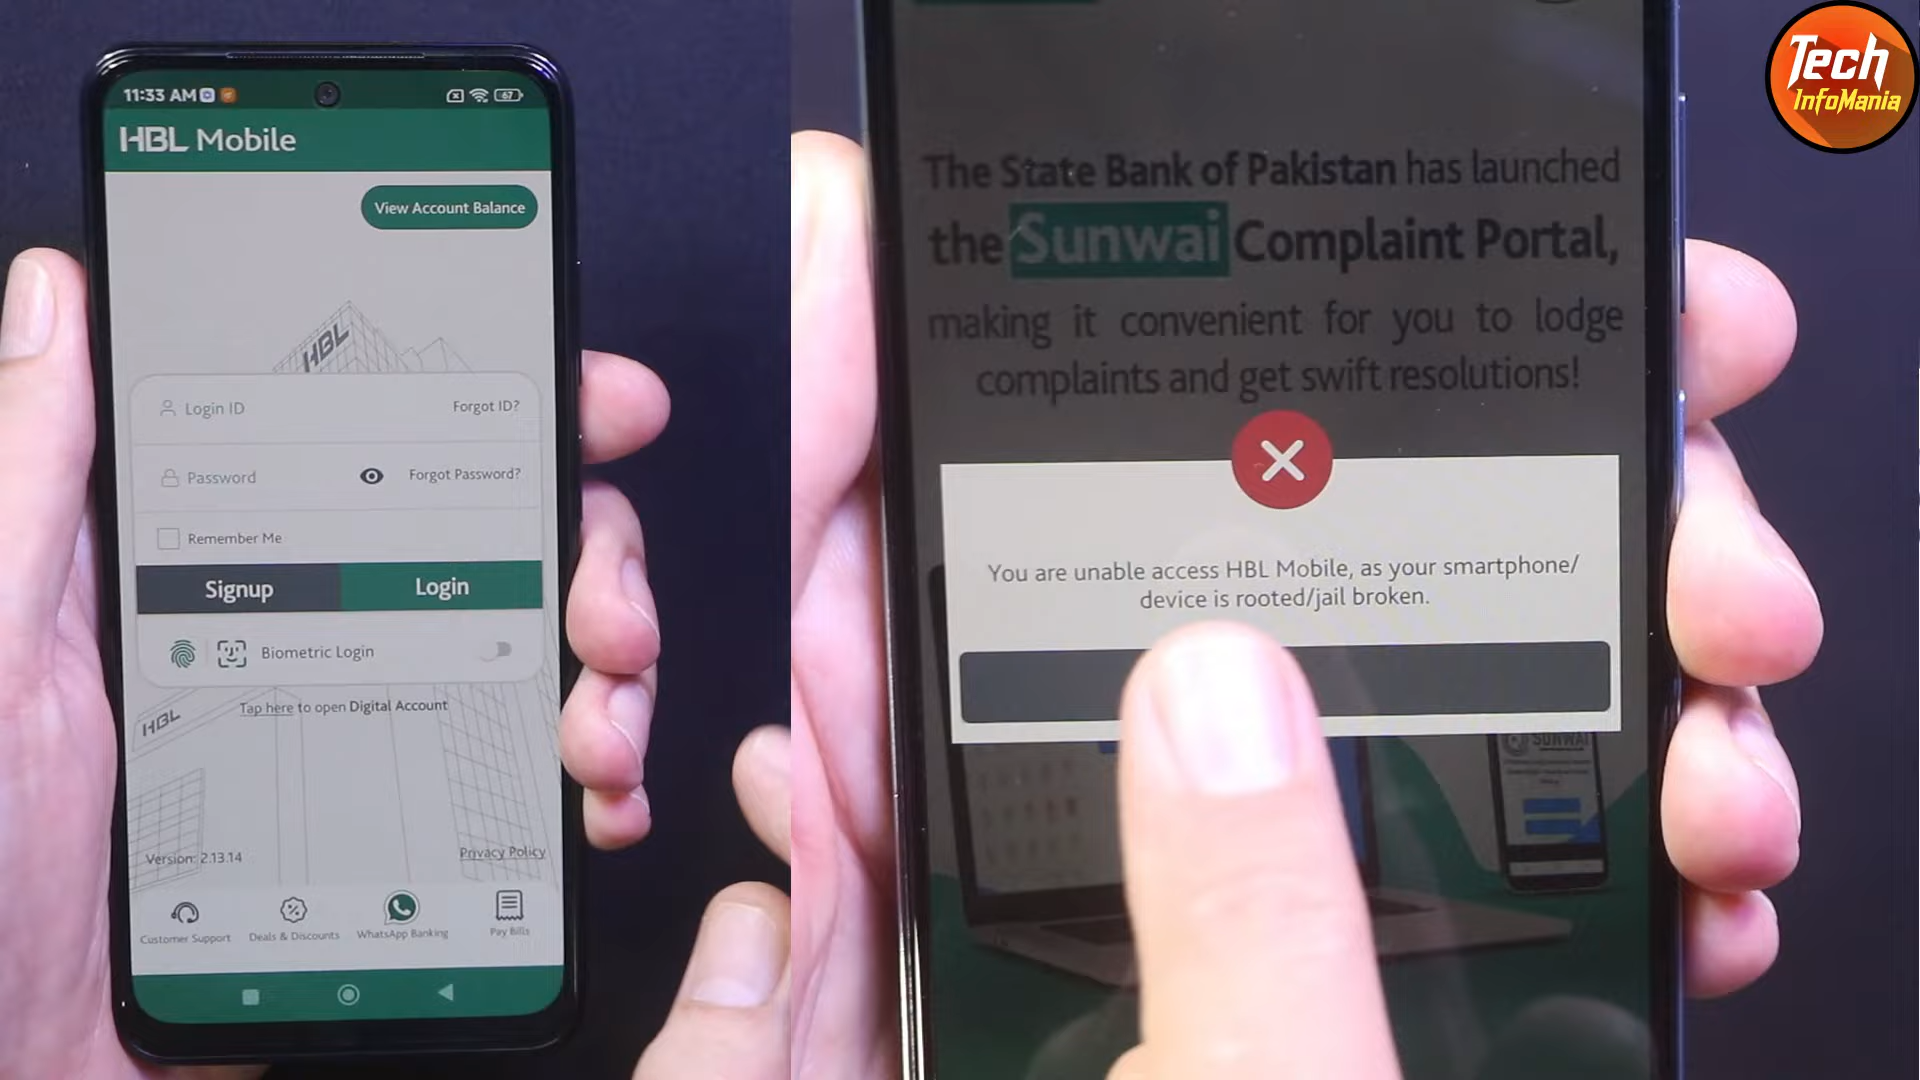 11:33 AM
67
HBL Mobile
View Account Balance
HBL
Login ID
Forgot ID?
Password
Forgot Password?
Remember Me
Signup
Login
Biometric Login
Tap here to open Digital Account
HBL
Version: 2.13.14
Privacy Policy
Customer Support
Deals & Discounts
WhatsApp Banking
Pay Bills
The State Bank of Pakistan has launched
the Sunwai Complaint Portal,
making it convenient for you to lodge
complaints and get swift resolutions!
You are unable access HBL Mobile, as your smartphone/
device is rooted/jail broken.
SUNWAI
Tech
InFoMania